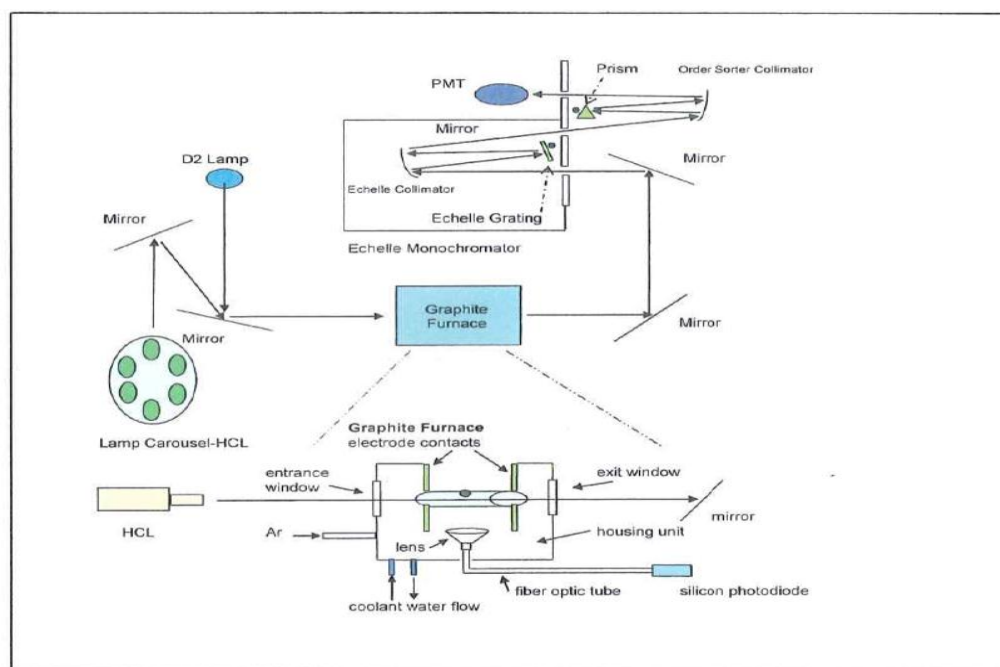 Prism
Order Sorter Collimator
PMT
Mirror
Mirror
D2 Lamp
Echelle Collimator
Mirror
Echelle Grating
Echelle Monochromator
Graphite
Furnace
Mirror
Mirror
Lamp Carousel-HCL
Graphite Furnace
electrode contacts
entrance
window
exit window
HCL
mirror
Ar
housing unit
lens
coolant water flow
fiber optic tube
silicon photodiode